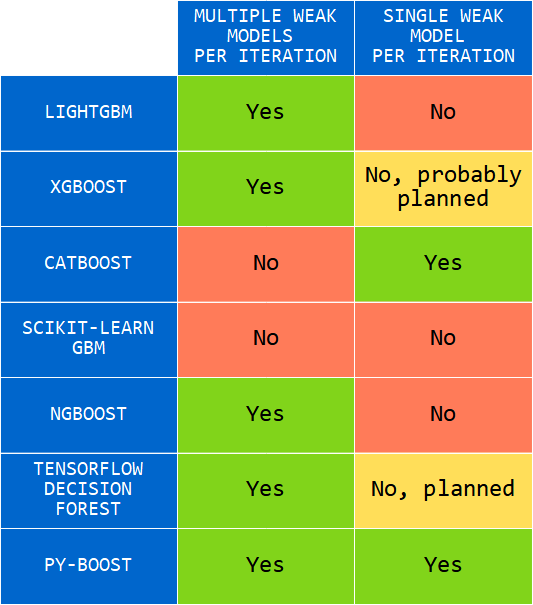 MULTIPLE WEAK
MODELS
PER ITERATION
SINGLE WEAK
MODEL
PER ITERATION
LIGHTGBM
Yes
No
XGBOOST
Yes
No, probably
planned
CATBOOST
No
Yes
SCIKIT-LEARN
GBM
No
No
NGBOOST
Yes
No
TENSORFLOW
DECISION
FOREST
Yes
No, planned
PY-BOOST
Yes
Yes